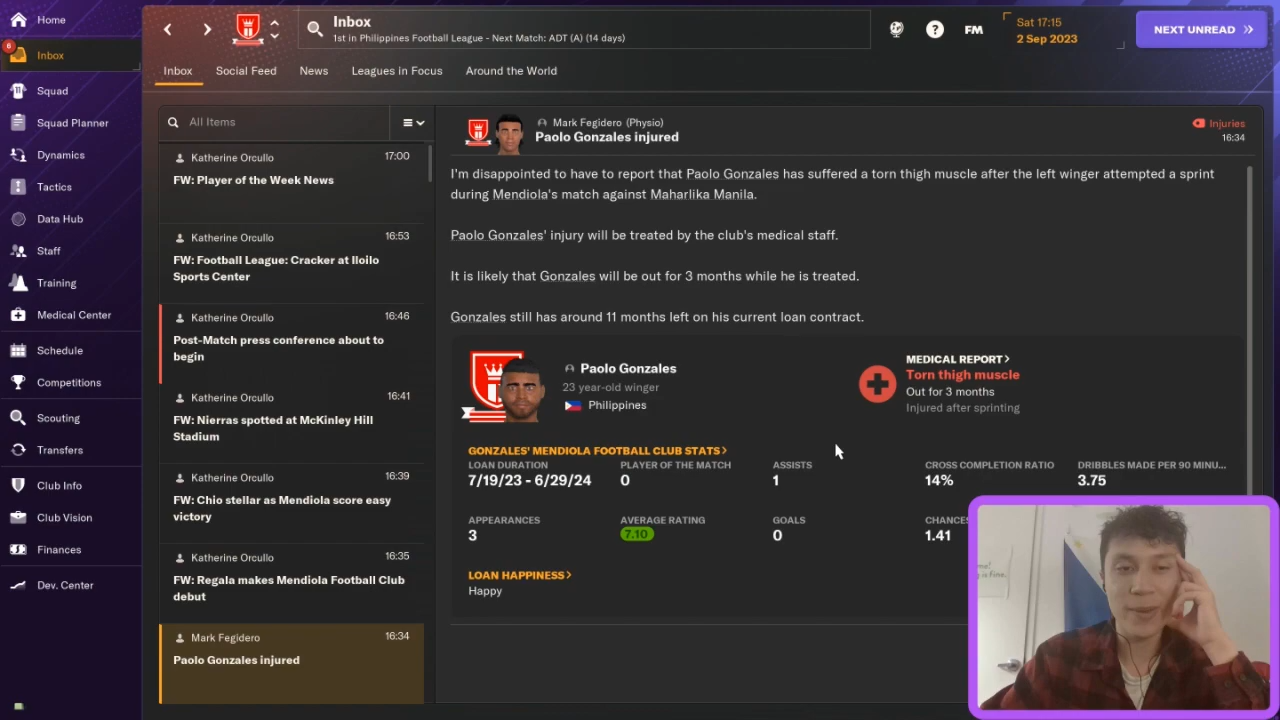 Home
6
Inbox
Squad
Squad Planner
Dynamics
Tactics
Data Hub
Staff
Training
Medical Center
Schedule
Competitions
Scouting
Transfers
Club Info
Club Vision
Finances
Dev. Center
Inbox
1st in Philippines Football League - Next Match: ADT (A) (14 days)
?
FM
Sat 17:15
2 Sep 2023
NEXT UNREAD
Inbox
Social Feed
News
Leagues in Focus
Around the World
All Items
Katherine Orcullo 17:00
FW: Player of the Week News
Katherine Orcullo 16:53
FW: Football League: Cracker at Iloilo
Sports Center
Katherine Orcullo 16:46
Post-Match press conference about to
begin
Katherine Orcullo 16:41
FW: Nierras spotted at McKinley Hill
Stadium
Katherine Orcullo 16:39
FW: Chio stellar as Mendiola score easy
victory
Katherine Orcullo 16:35
FW: Regala makes Mendiola Football Club
debut
Mark Fegidero 16:34
Paolo Gonzales injured
Mark Fegidero (Physio)
Paolo Gonzales injured
Injuries
16:34
I'm disappointed to have to report that Paolo Gonzales has suffered a torn thigh muscle after the left winger attempted a sprint
during Mendiola's match against Maharlika Manila.
Paolo Gonzales' injury will be treated by the club's medical staff.
It is likely that Gonzales will be out for 3 months while he is treated.
Gonzales still has around 11 months left on his current loan contract.
Paolo Gonzales
23 year-old winger
Philippines
MEDICAL REPORT>
Torn thigh muscle
Out for 3 months
Injured after sprinting
GONZALES' MENDIOLA FOOTBALL CLUB STATS>
LOAN DURATION
7/19/23 - 6/29/24
PLAYER OF THE MATCH
0
ASSISTS
1
CROSS COMPLETION RATIO
14%
DRIBBLES MADE PER 90 MINU...
3.75
APPEARANCES
3
AVERAGE RATING
7.10
GOALS
0
CHANCES
1.41
LOAN HAPPINESS>
Happy